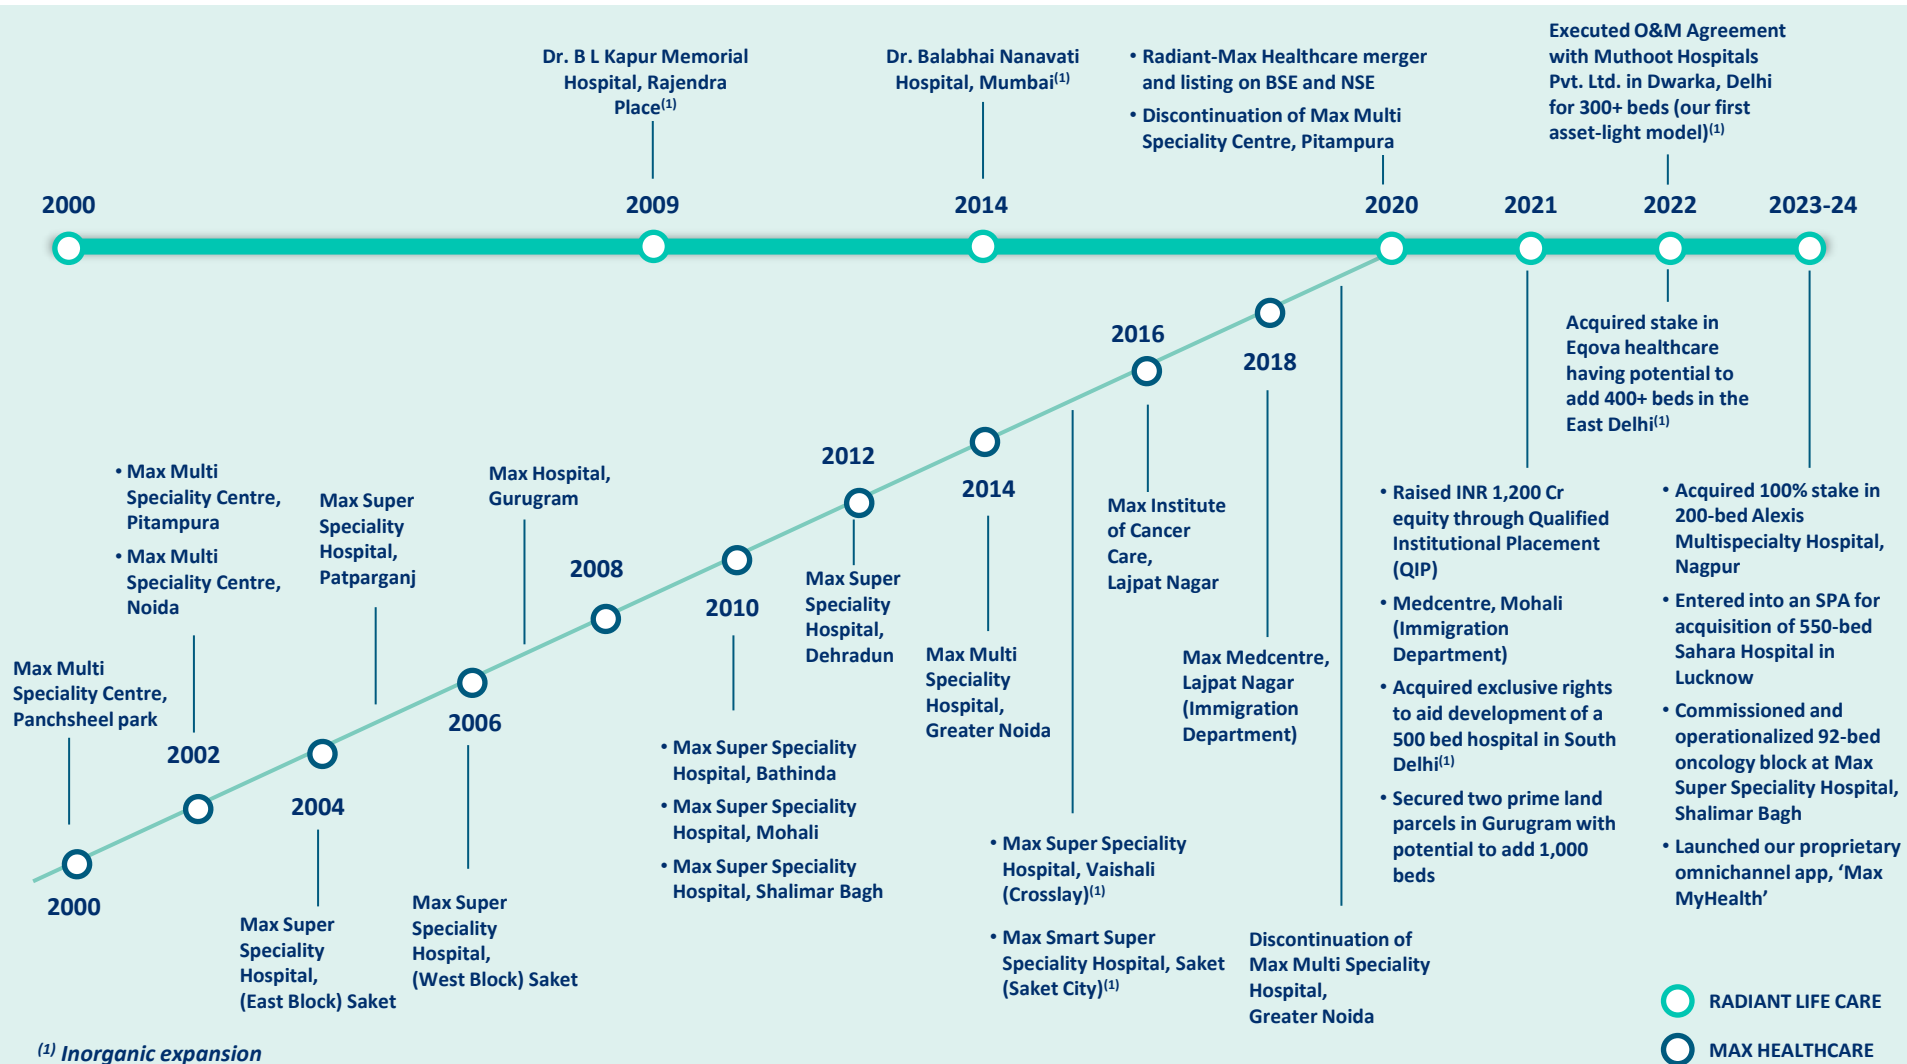 Dr. B L Kapur Memorial
Hospital, Rajendra
Place(1)
Dr. Balabhai Nanavati
Hospital, Mumbai(1)
• Radiant-Max Healthcare merger
and listing on BSE and NSE
• Discontinuation of Max Multi
Speciality Centre, Pitampura
Executed O&M Agreement
with Muthoot Hospitals
Pvt. Ltd. in Dwarka, Delhi
for 300+ beds (our first
asset-light model)(1)
2000
2009
2014
2020
2021
2022
2023-24
Max Multi
Speciality Centre,
Panchsheel park
2000
• Max Multi
Speciality Centre,
Pitampura
• Max Multi
Speciality Centre,
Noida
2002
2004
Max Super
Speciality
Hospital,
(East Block) Saket
Max Super
Speciality
Hospital,
Patparganj
2006
Max Super
Speciality
Hospital,
(West Block) Saket
Max Hospital,
Gurugram
2008
2010
• Max Super Speciality
Hospital, Bathinda
• Max Super Speciality
Hospital, Mohali
• Max Super Speciality
Hospital, Shalimar Bagh
2012
Max Super
Speciality
Hospital,
Dehradun
2014
Max Multi
Speciality
Hospital,
Greater Noida
• Max Super Speciality
Hospital, Vaishali
(Crosslay)(1)
• Max Smart Super
Speciality Hospital, Saket
(Saket City)(1)
2016
Max Institute
of Cancer
Care,
Lajpat Nagar
2018
Max Medcentre,
Lajpat Nagar
(Immigration
Department)
Discontinuation of
Max Multi Speciality
Hospital,
Greater Noida
• Raised INR 1,200 Cr
equity through Qualified
Institutional Placement
(QIP)
• Medcentre, Mohali
(Immigration
Department)
• Acquired exclusive rights
to aid development of a
500 bed hospital in South
Delhi(1)
• Secured two prime land
parcels in Gurugram with
potential to add 1,000
beds
Acquired stake in
Eqova healthcare
having potential to
add 400+ beds in the
East Delhi(1)
• Acquired 100% stake in
200-bed Alexis
Multispecialty Hospital,
Nagpur
• Entered into an SPA for
acquisition of 550-bed
Sahara Hospital in
Lucknow
• Commissioned and
operationalized 92-bed
oncology block at Max
Super Speciality Hospital,
Shalimar Bagh
• Launched our proprietary
omnichannel app, ‘Max
MyHealth’
RADIANT LIFE CARE
MAX HEALTHCARE
(1) Inorganic expansion